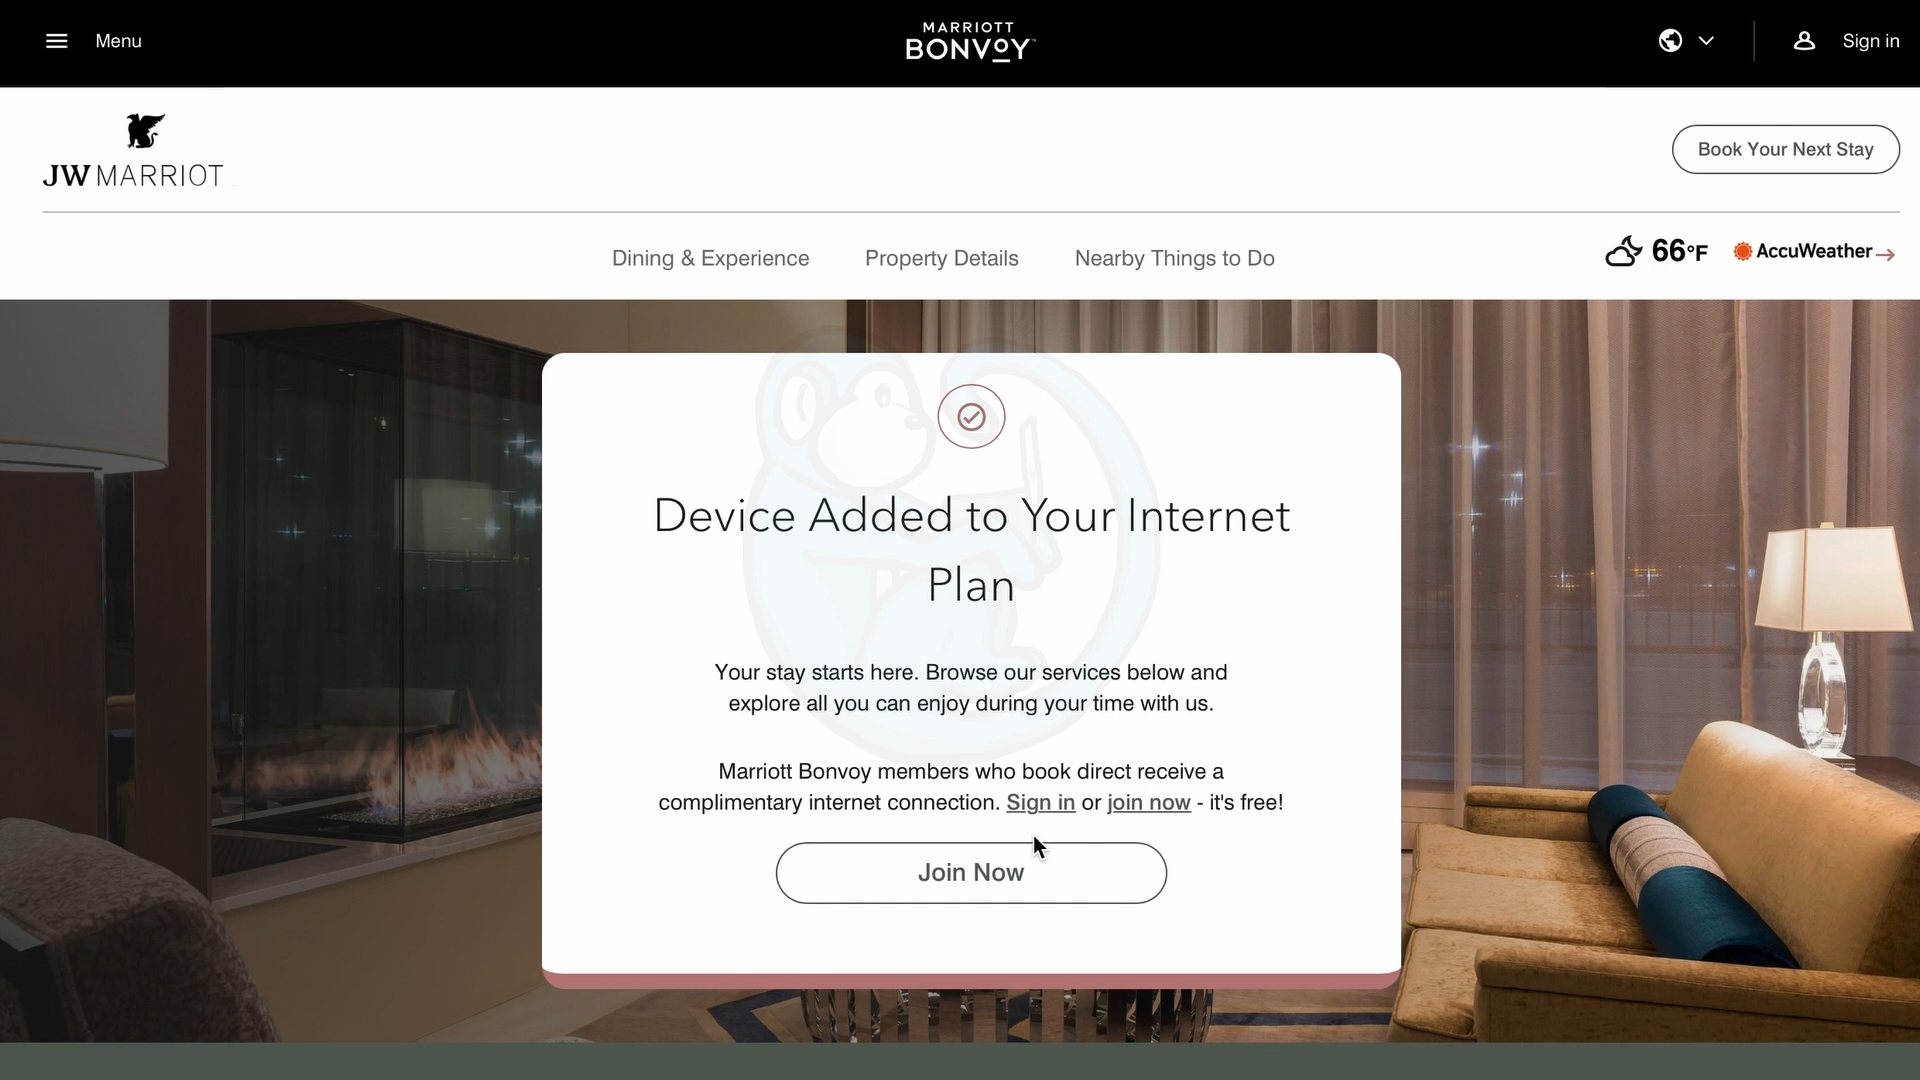 Menu
MARRIOTT
BONVOY
Sign in
JW MARRIOT
Book Your Next Stay
Dining & Experience
Property Details
Nearby Things to Do
66°F
AccuWeather
Device Added to Your Internet
Plan
Your stay starts here. Browse our services below and
explore all you can enjoy during your time with us.
Marriott Bonvoy members who book direct receive a
complimentary internet connection. Sign in or join now - it's free!
Join Now